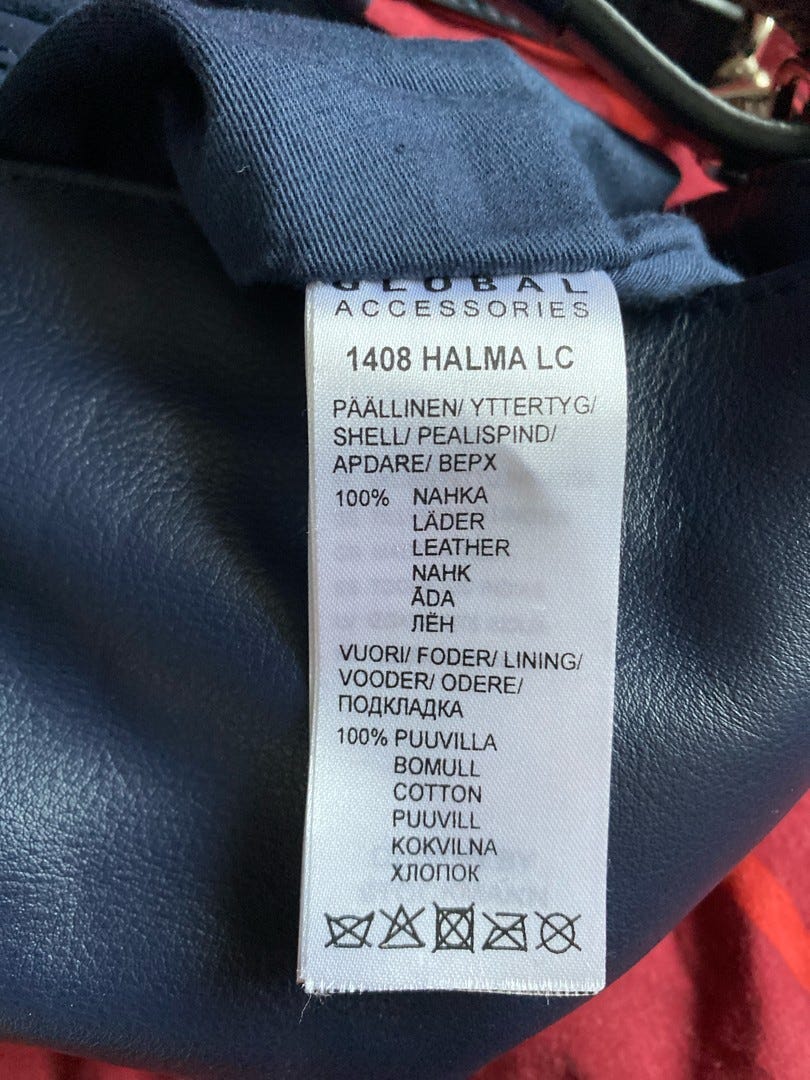 GLOBAL
ACCESSORIES
1408 HALMA LC
PÄÄLLINEN/ YTTERTYG/
SHELL/ PEALISPIND/
APDARE/ ВЕРХ
100% NAHKA
LÄDER
LEATHER
NAHK
ĀDA
ЛЁН
VUORI/ FODER/ LINING/
VOODER/ ODERE/
ПОДКЛАДКА
100% PUUVILLA
BOMULL
COTTON
PUUVILL
KOKVILNA
ХЛОПОК